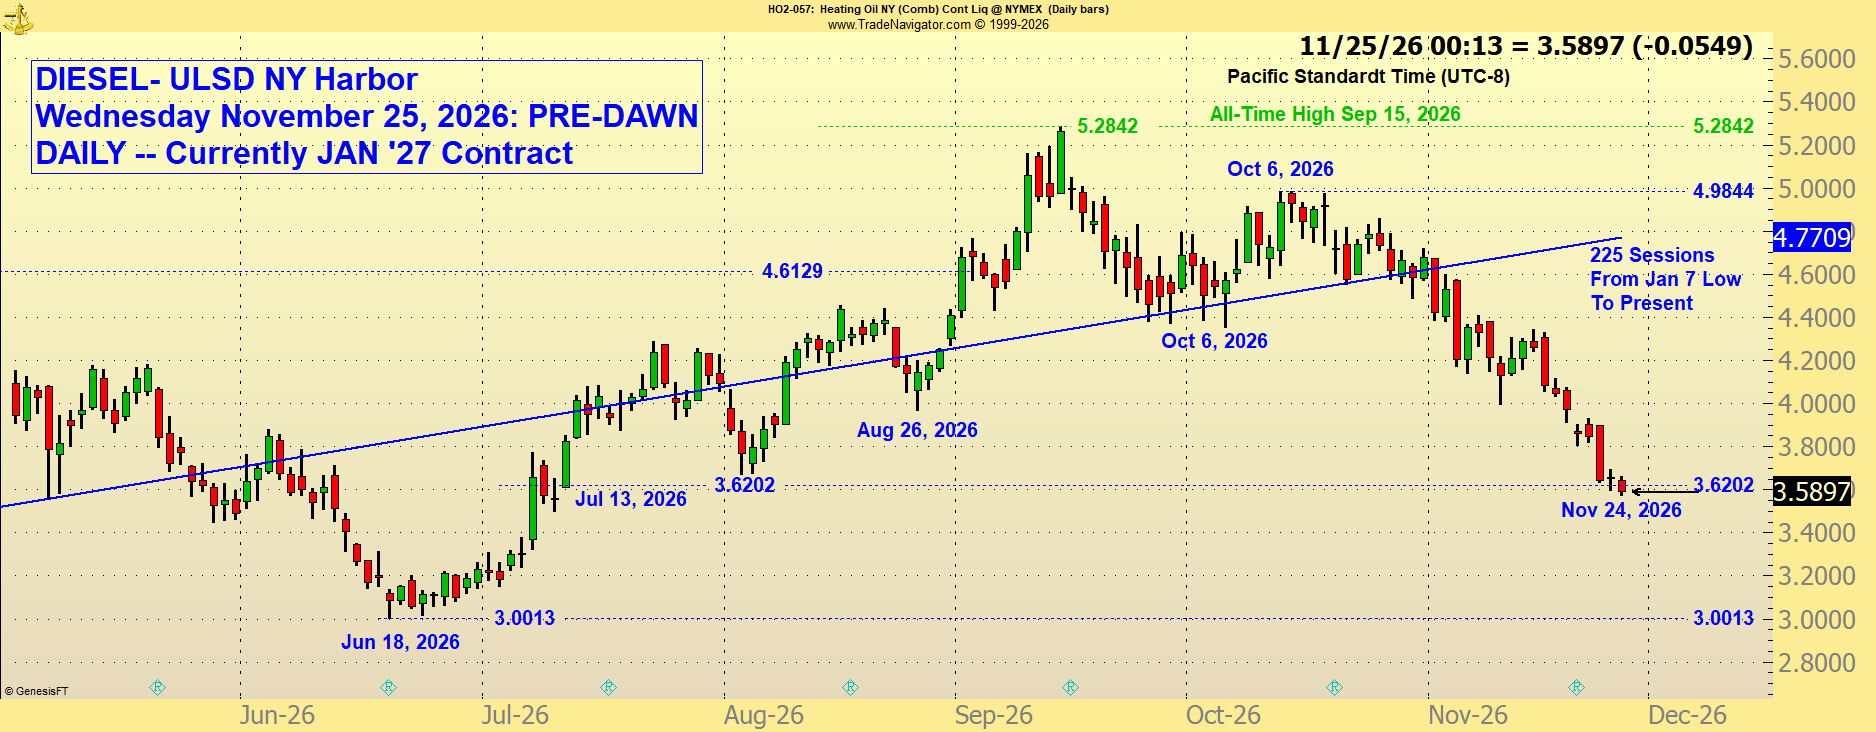 HO2-057: Heating Oil NY (Comb) Cont Liq @ NYMEX (Daily bars)
www.TradeNavigator.com © 1999-2026
11/25/26 00:13 = 3.5897 (-0.0549)
Pacific Standardt Time (UTC-8)
DIESEL- ULSD NY Harbor
Wednesday November 25, 2026: PRE-DAWN
DAILY -- Currently JAN '27 Contract
All-Time High Sep 15, 2026
5.2842
5.2842
Oct 6, 2026
4.9844
225 Sessions
From Jan 7 Low
To Present
4.6129
Oct 6, 2026
Aug 26, 2026
Jul 13, 2026
3.6202
3.6202
Nov 24, 2026
3.0013
3.0013
Jun 18, 2026
5.6000
5.4000
5.2000
5.0000
4.7709
4.6000
4.4000
4.2000
4.0000
3.8000
3.5897
3.4000
3.2000
3.0000
2.8000
R
R
R
R
R
R
R
© GenesisFT
Jun-26
Jul-26
Aug-26
Sep-26
Oct-26
Nov-26
Dec-26